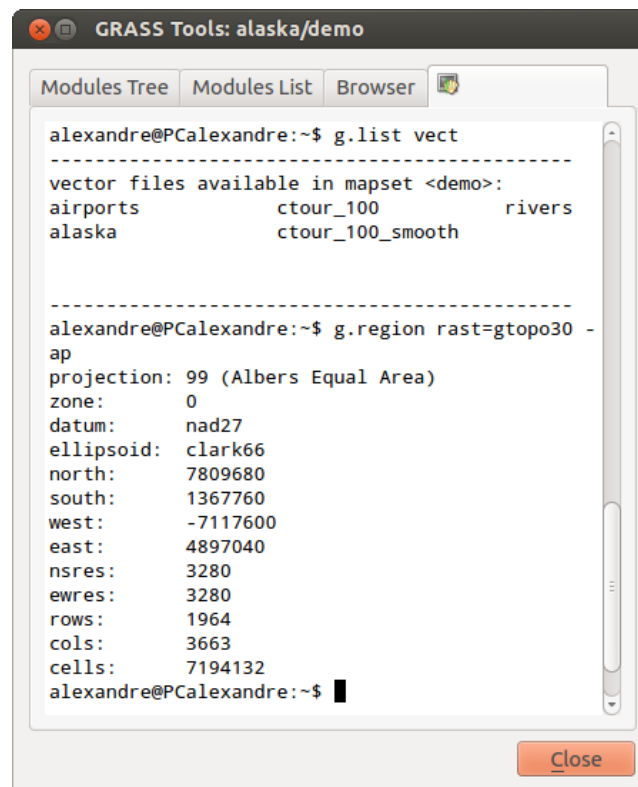 GRASS Tools: alaska/demo
Modules Tree Modules List Browser
alexandre@PCalexandre:~$ g.list vect
----------------------------------------------
vector files available in mapset <demo>:
airports ctour_100 rivers
alaska ctour_100_smooth
----------------------------------------------
alexandre@PCalexandre:~$ g.region rast=gtopo30 -
ap
projection: 99 (Albers Equal Area)
zone: 0
datum: nad27
ellipsoid: clark66
north: 7809680
south: 1367760
west: -7117600
east: 4897040
nsres: 3280
ewres: 3280
rows: 1964
cols: 3663
cells: 7194132
alexandre@PCalexandre:~$
Close